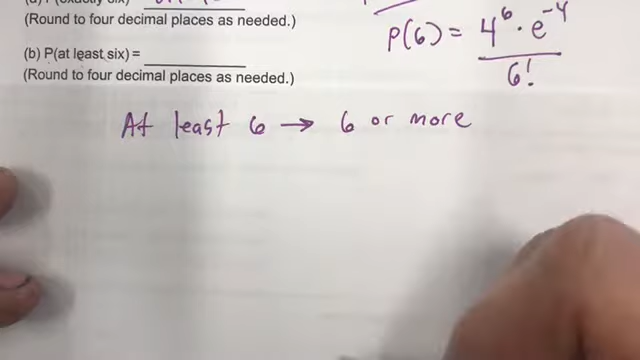 (Round to four decimal places as needed.)
P(6) = 4^6 · e^-4 / 6!
(b) P(at least six) =
(Round to four decimal places as needed.)
At least 6 → 6 or more